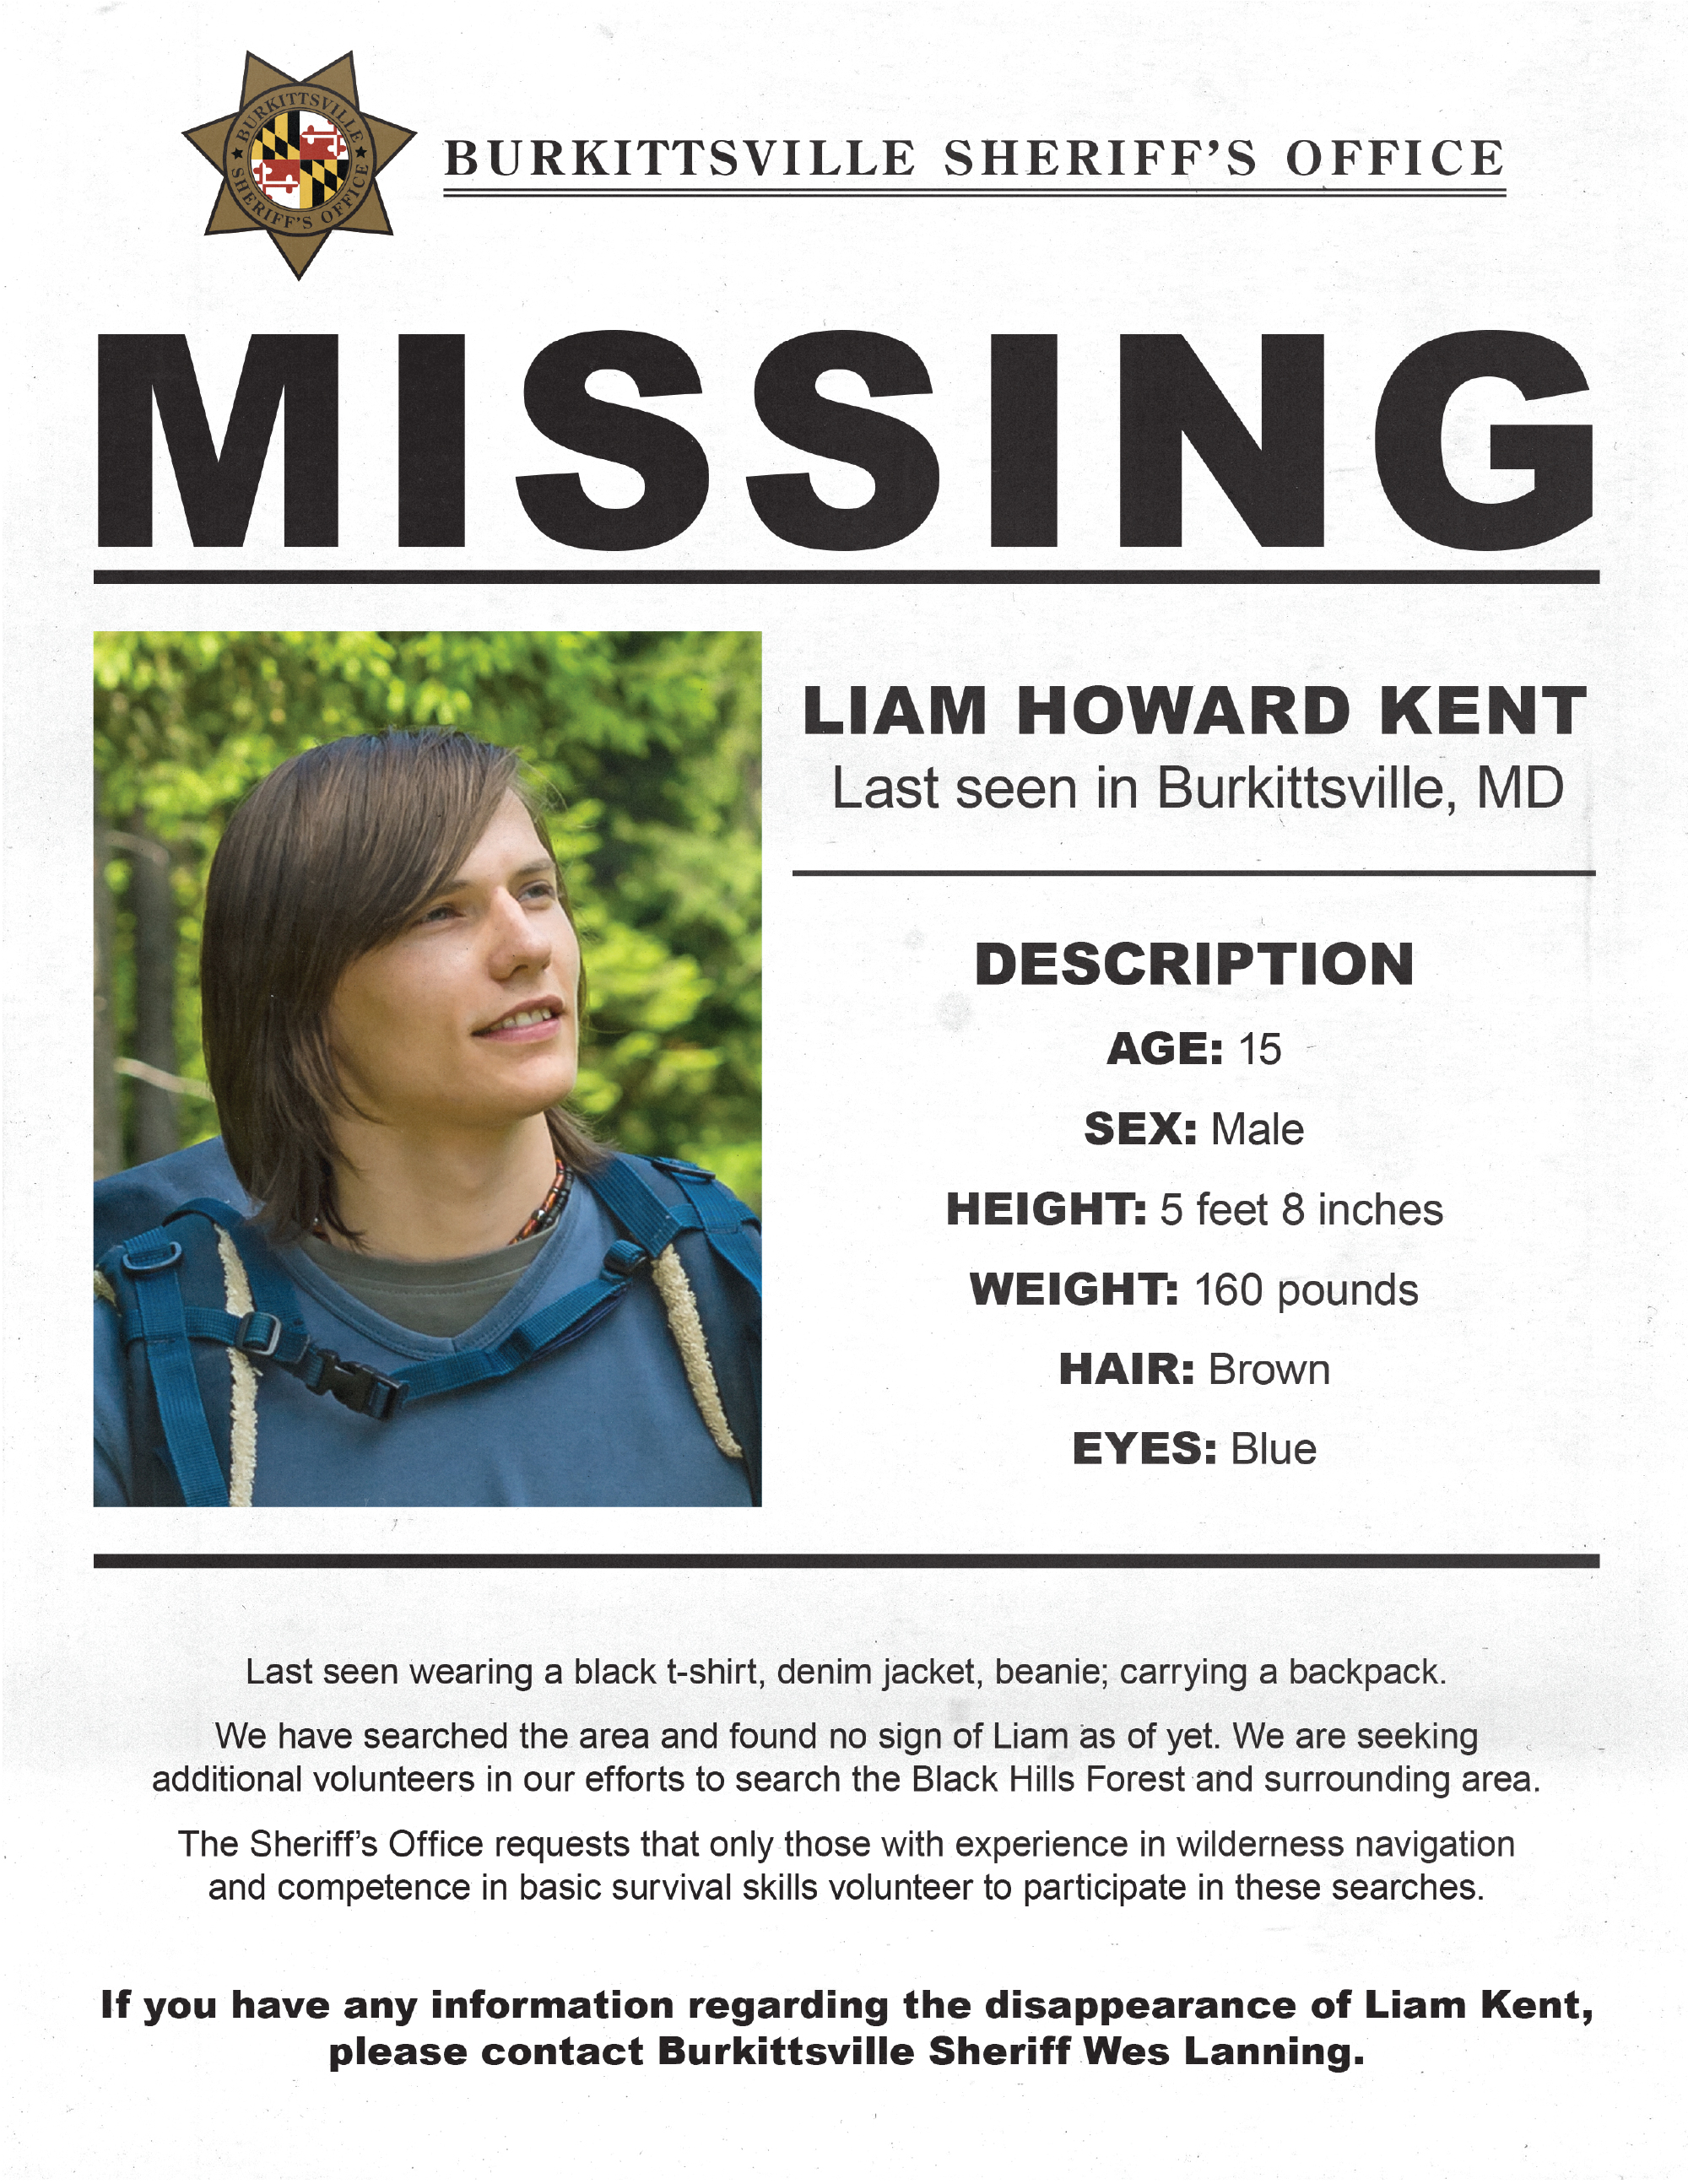 BURKITTSVILLE
SHERIFF'S OFFICE
BURKITTSVILLE SHERIFF’S OFFICE
MISSING
LIAM HOWARD KENT
Last seen in Burkittsville, MD
DESCRIPTION
AGE: 15
SEX: Male
HEIGHT: 5 feet 8 inches
WEIGHT: 160 pounds
HAIR: Brown
EYES: Blue
Last seen wearing a black t-shirt, denim jacket, beanie; carrying a backpack.
We have searched the area and found no sign of Liam as of yet. We are seeking
additional volunteers in our efforts to search the Black Hills Forest and surrounding area.
The Sheriff’s Office requests that only those with experience in wilderness navigation
and competence in basic survival skills volunteer to participate in these searches.
If you have any information regarding the disappearance of Liam Kent,
please contact Burkittsville Sheriff Wes Lanning.